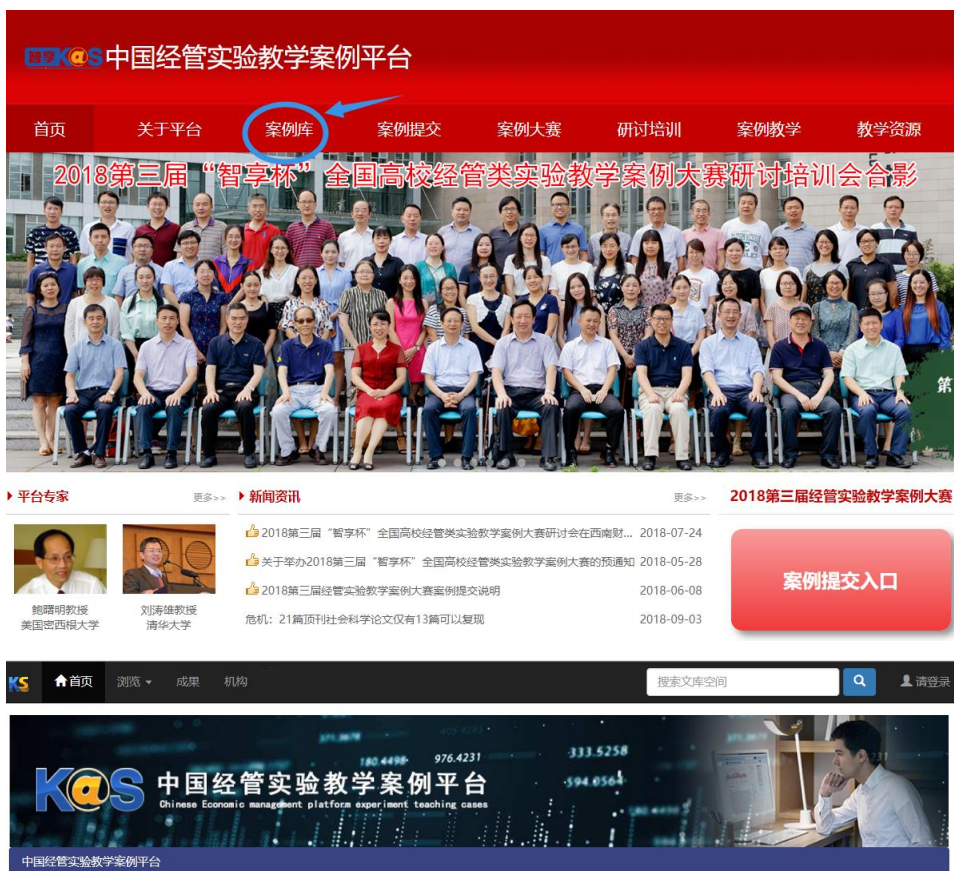 智享K@S中国经管实验教学案例平台
首页 关于平台 案例库 案例提交 案例大赛 研讨培训 案例教学 教学资源
2018第三届“智享杯”全国高校经管类实验教学案例大赛研讨培训会合影
第
平台专家 更多>> 新闻资讯 更多>> 2018第三届经管实验教学案例大赛
2018第三届“智享杯”全国高校经管类实验教学案例大赛研讨会在西南财... 2018-07-24
关于举办2018第三届“智享杯”全国高校经管类实验教学案例大赛的预通知 2018-05-28
2018第三届经管实验教学案例大赛案例提交说明 2018-06-08
危机：21篇顶刊社会科学论文仅有13篇可以复现 2018-09-03
案例提交入口
鲍曙明教授 刘涛雄教授
美国密西根大学 清华大学
KS 首页 浏览 成果 机构 搜索文库空间 请登录
180.4498 976.4231 333.5258
K@S 中国经管实验教学案例平台 594.0564
Chinese Economic management platform experiment teaching cases
中国经管实验教学案例平台